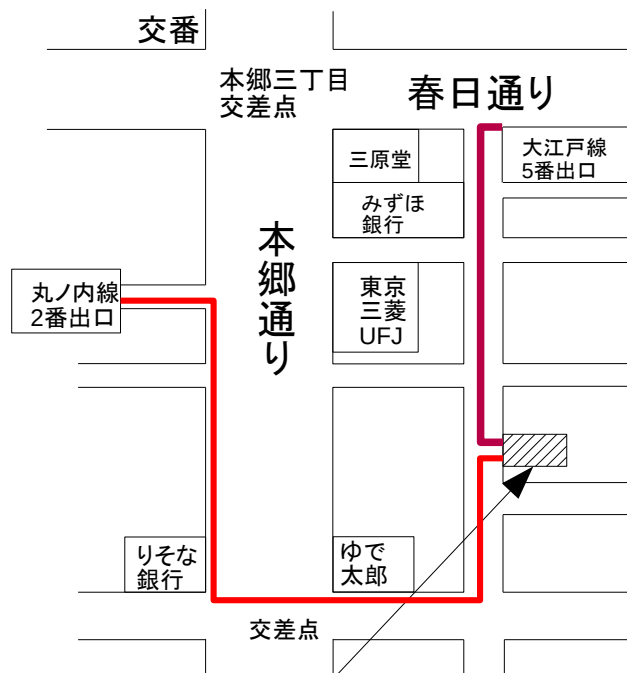 交番
本郷三丁目
交差点
春日通り
三原堂
大江戸線
5番出口
みずほ
銀行
本郷通り
丸ノ内線
2番出口
東京
三菱
UFJ
りそな
銀行
ゆで
太郎
交差点